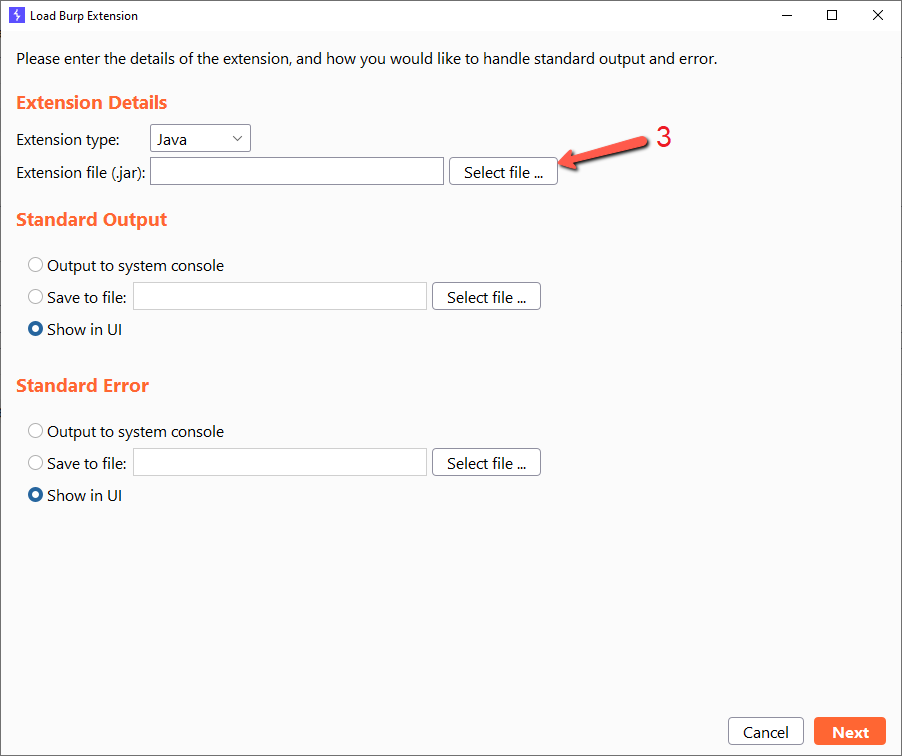 Load Burp Extension
Please enter the details of the extension, and how you would like to handle standard output and error.
Extension Details
Extension type: Java
3
Extension file (.jar): Select file ...
Standard Output
Output to system console
Save to file: Select file ...
Show in UI
Standard Error
Output to system console
Save to file: Select file ...
Show in UI
Cancel Next